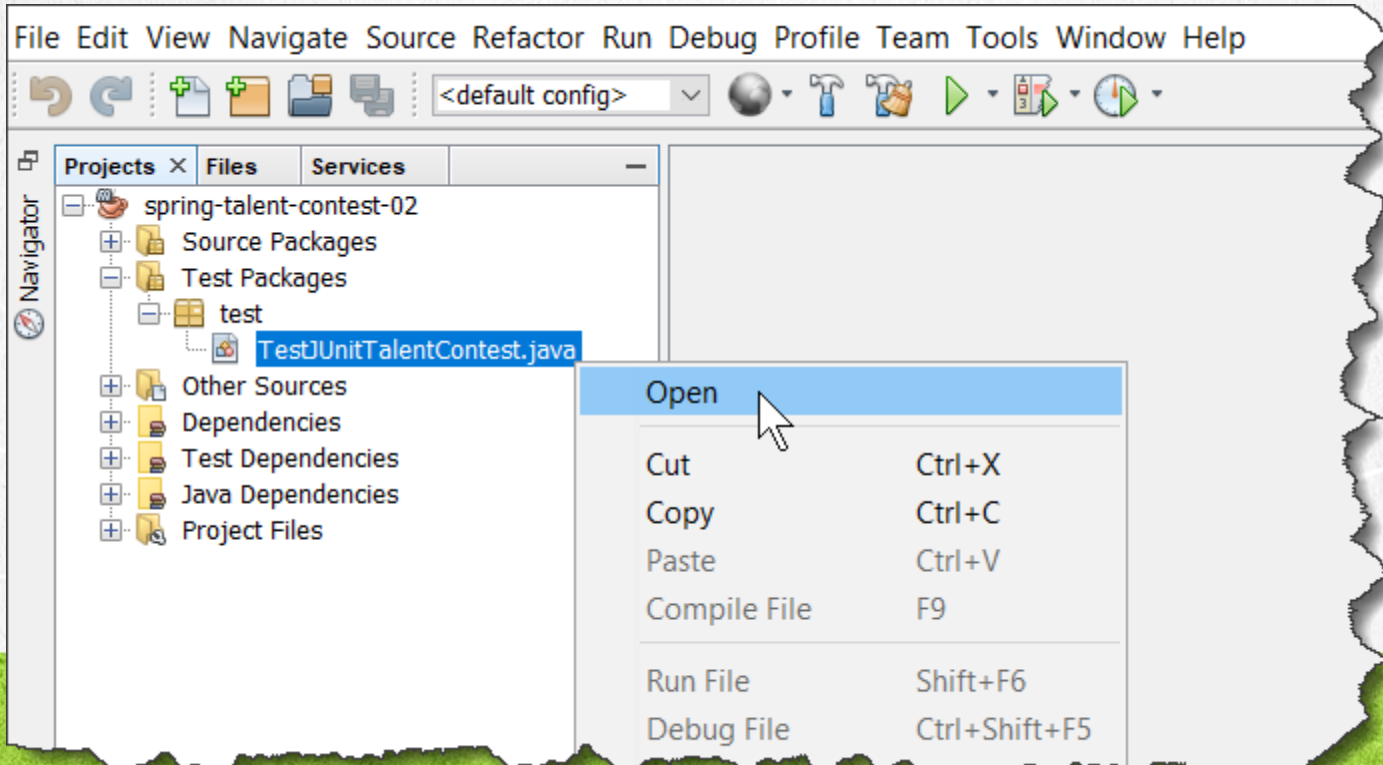 File Edit View Navigate Source Refactor Run Debug Profile Team Tools Window Help
<default config>
Projects Files Services
Navigator
spring-talent-contest-02
Source Packages
Test Packages
test
TestJUnitTalentContest.java
Other Sources
Dependencies
Test Dependencies
Java Dependencies
Project Files
Open
Cut Ctrl+X
Copy Ctrl+C
Paste Ctrl+V
Compile File F9
Run File Shift+F6
Debug File Ctrl+Shift+F5